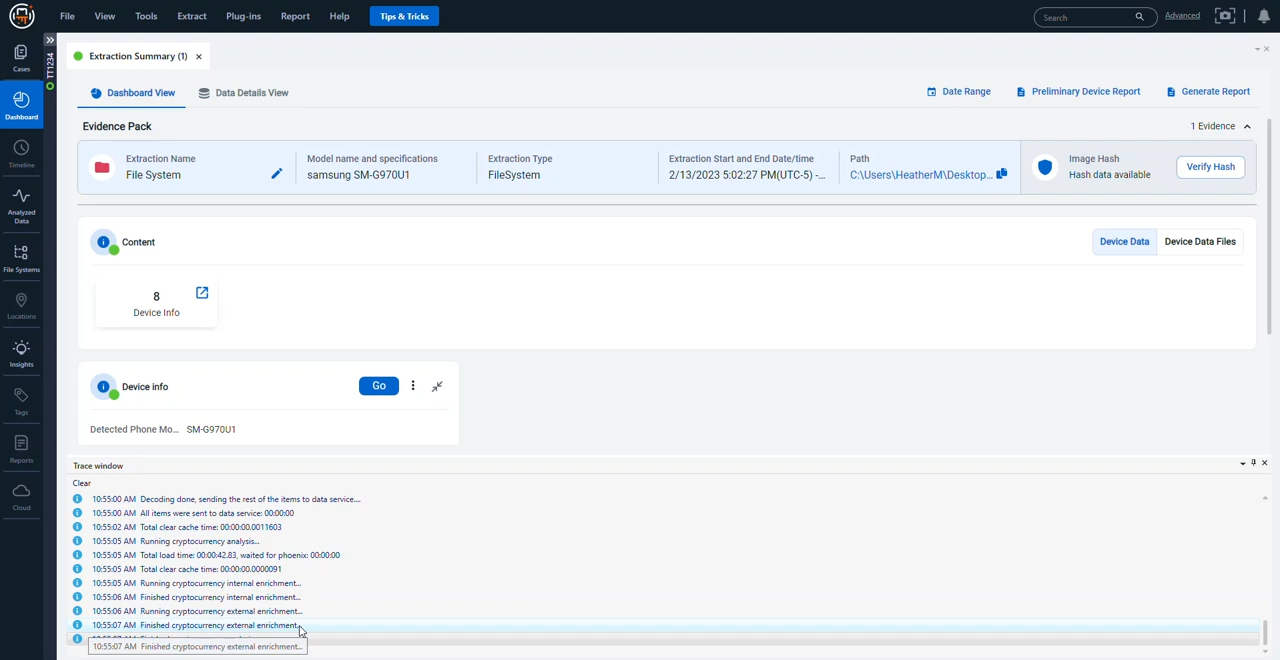 File View Tools Extract Plug-ins Report Help Tips & Tricks Search Advanced
Cases
Dashboard
Timeline
Analyzed
Data
File Systems
Locations
Insights
Tags
Reports
Cloud
TT1234
Extraction Summary (1)
Dashboard View Data Details View Date Range Preliminary Device Report Generate Report
Evidence Pack 1 Evidence
Extraction Name Model name and specifications Extraction Type Extraction Start and End Date/time Path Image Hash
File System samsung SM-G970U1 FileSystem 2/13/2023 5:02:27 PM(UTC-5) -... C:\Users\HeatherM\Desktop... Hash data available Verify Hash
Content Device Data Device Data Files
8
Device Info
Device info Go
Detected Phone Mo... SM-G970U1
Trace window
Clear
10:55:00 AM Decoding done, sending the rest of the items to data service...
10:55:00 AM All items were sent to data service: 00:00:00
10:55:02 AM Total clear cache time: 00:00:00.0011603
10:55:05 AM Running cryptocurrency analysis...
10:55:05 AM Total load time: 00:00:42.83, waited for phoenix: 00:00:00
10:55:05 AM Total clear cache time: 00:00:00.0000091
10:55:05 AM Running cryptocurrency internal enrichment...
10:55:06 AM Finished cryptocurrency internal enrichment...
10:55:06 AM Running cryptocurrency external enrichment...
10:55:07 AM Finished cryptocurrency external enrichment...
10:55:07 AM Finished cryptocurrency external enrichment...